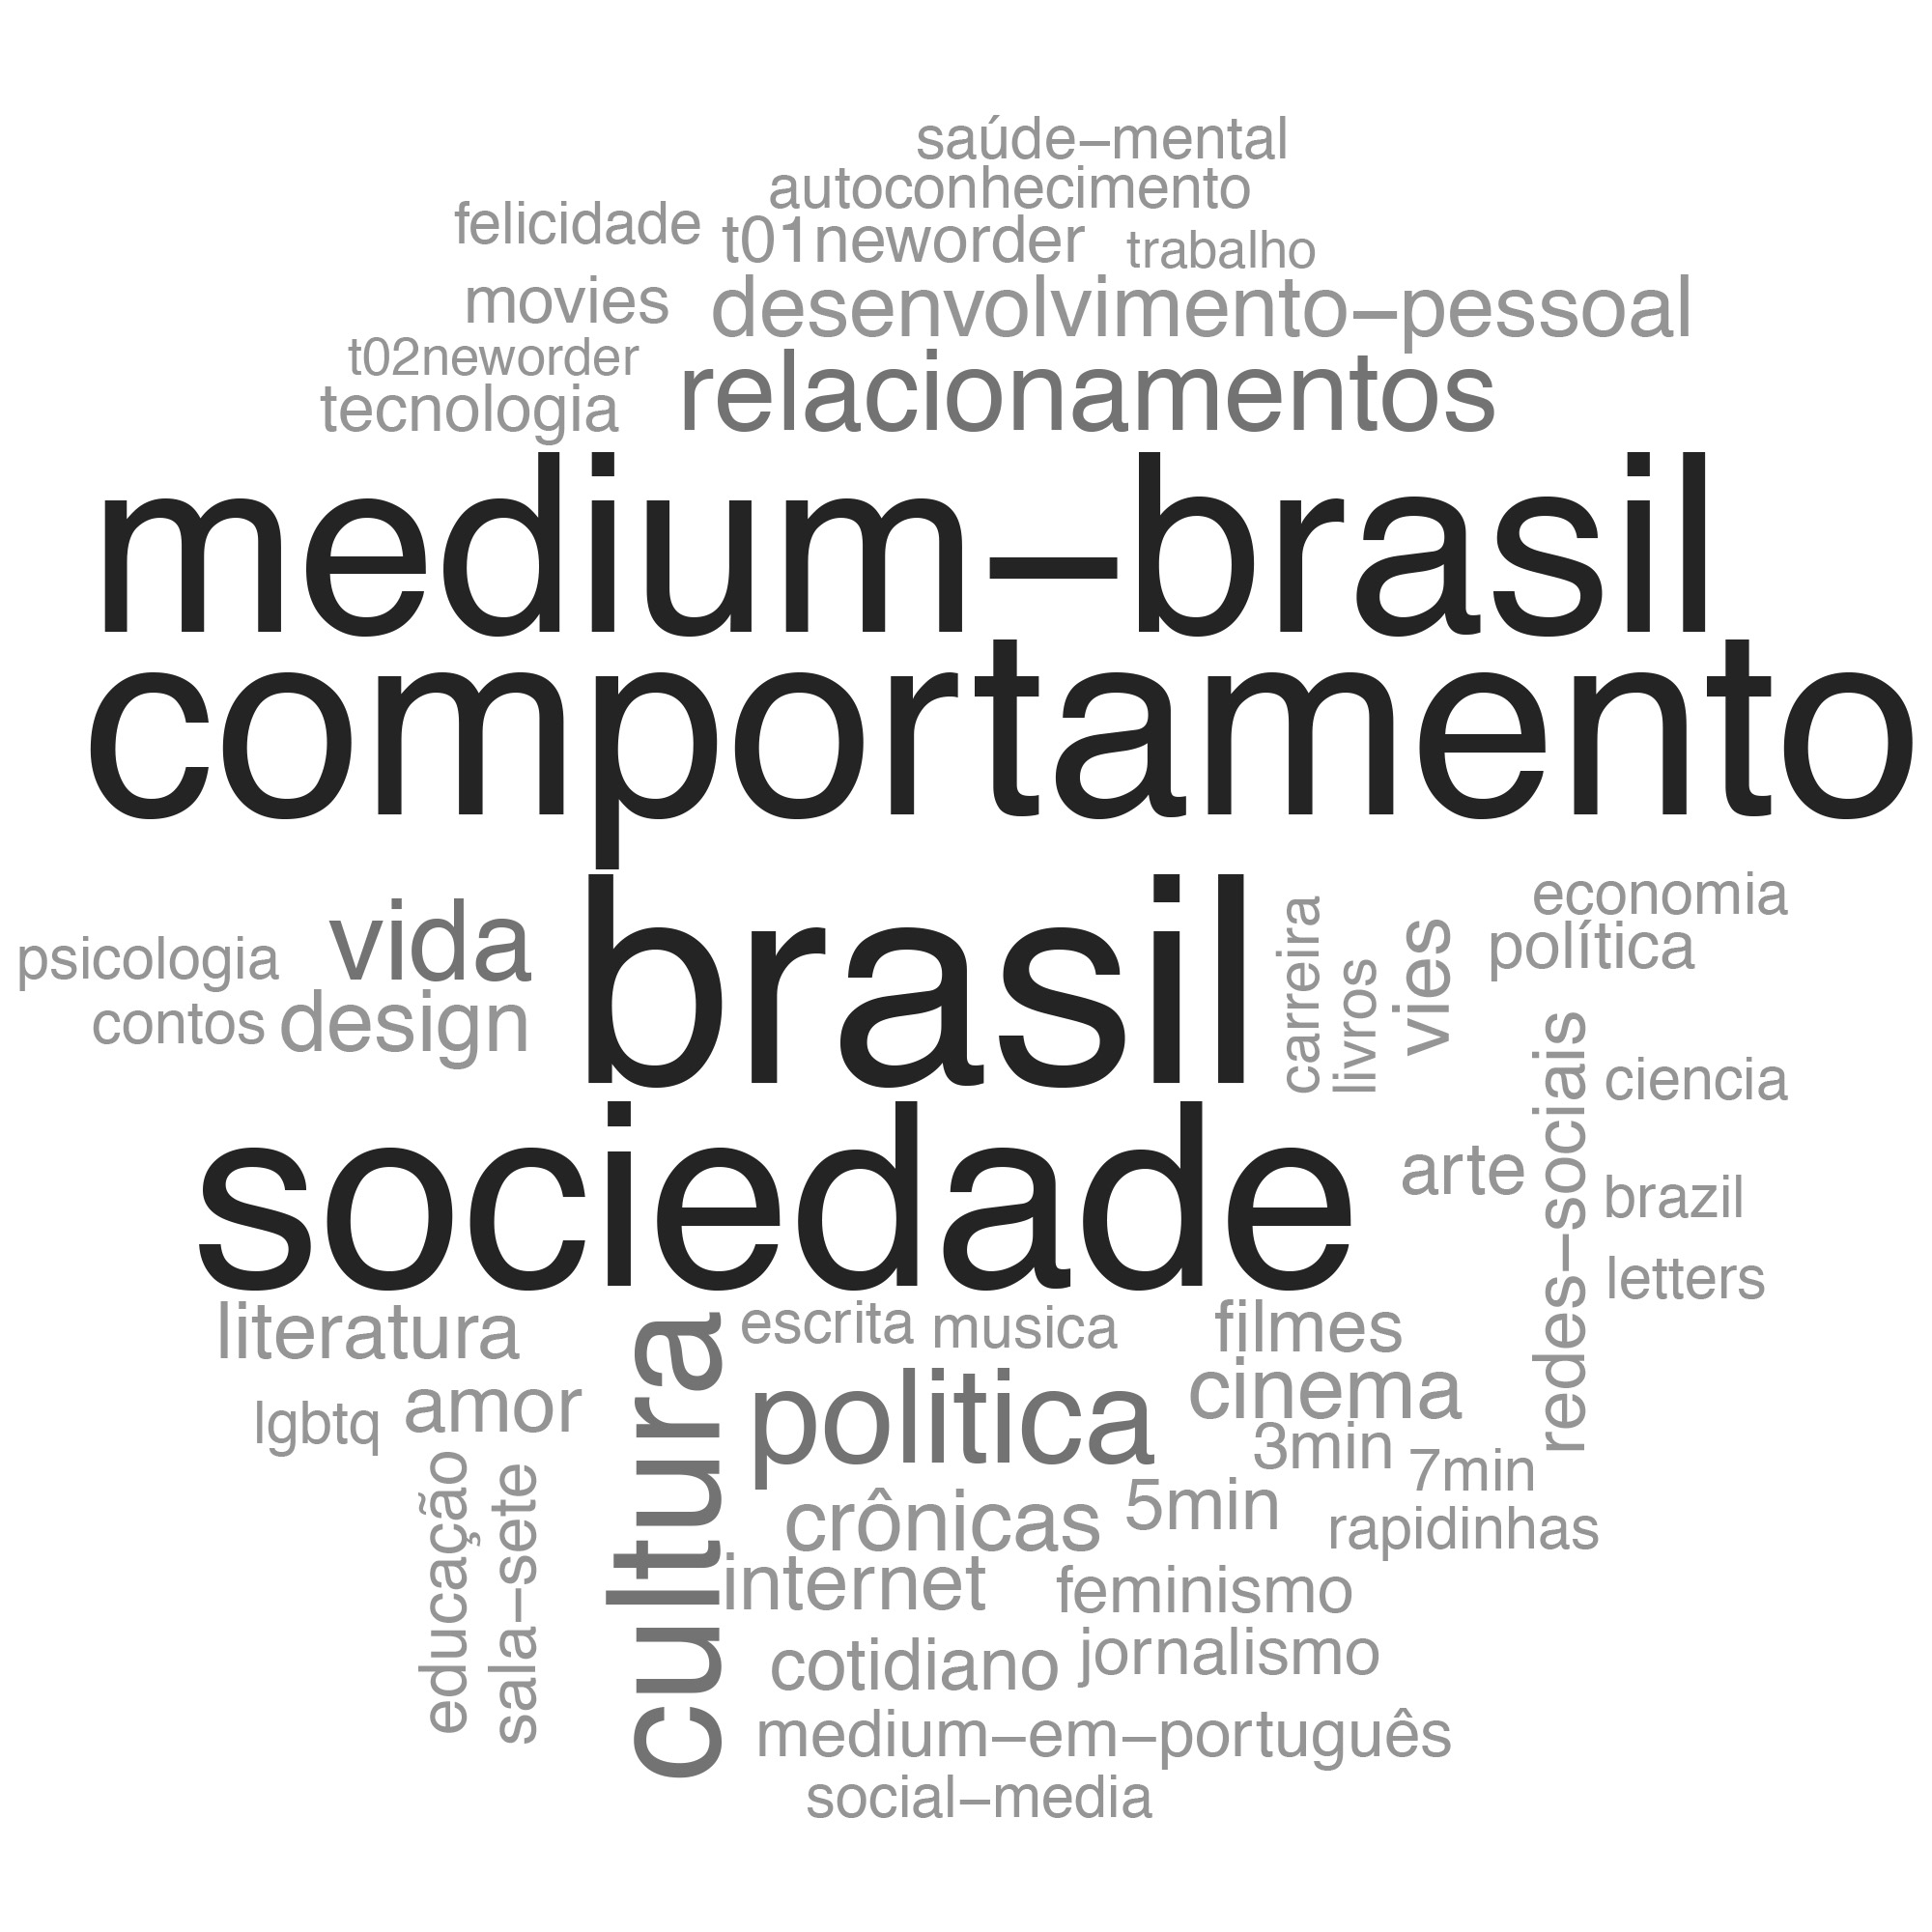 saúde–mental
autoconhecimento
felicidade
t01neworder
trabalho
movies
desenvolvimento–pessoal
t02neworder
tecnologia
relacionamentos
medium–brasil
comportamento
psicologia
vida
brasil
carreira
livros
vies
economia
política
contos
design
redes–sociais
ciencia
sociedade
arte
brazil
letters
literatura
cultura
escrita
musica
filmes
lgbtq
amor
politica
cinema
3min
7min
educação
sala–sete
crônicas
5min
rapidinhas
internet
feminismo
cotidiano
jornalismo
medium–em–português
social–media